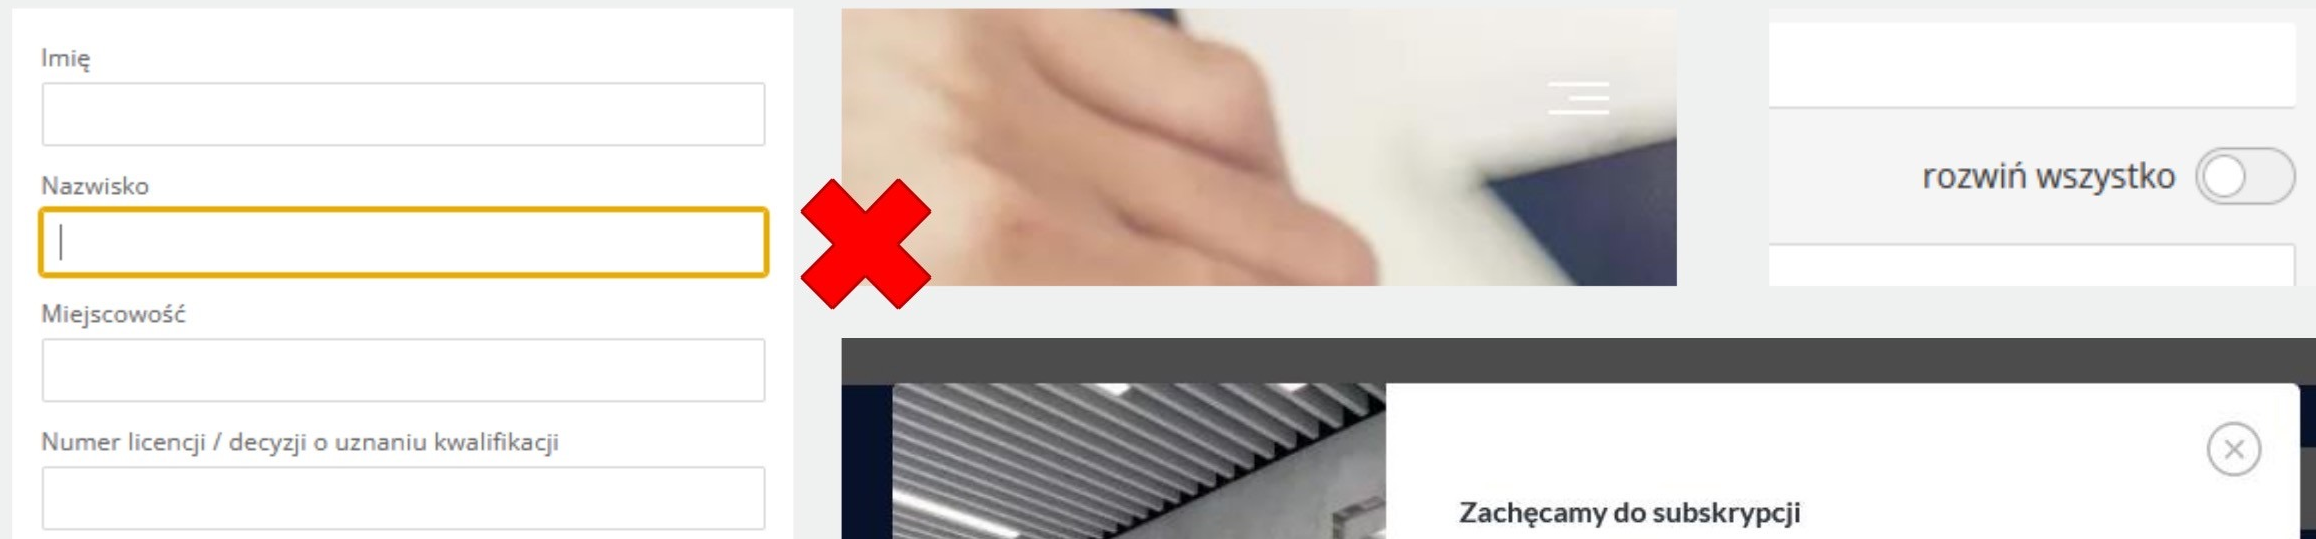 Imię
Nazwisko
Miejscowość
Numer licencji / decyzji o uznaniu kwalifikacji
rozwiń wszystko
Zachęcamy do subskrypcji